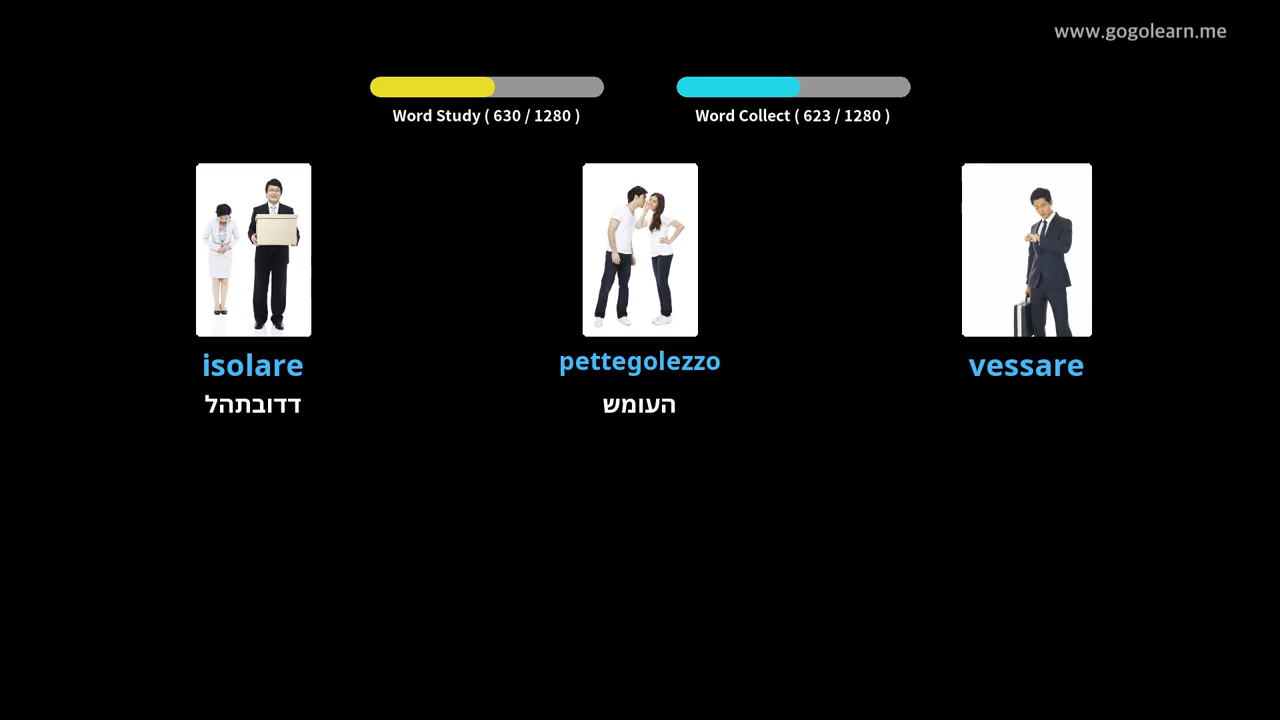 www.gogolearn.me
Word Study ( 630 / 1280 )
Word Collect ( 623 / 1280 )
isolare
pettegolezzo
vessare
דדובתהל
העומש